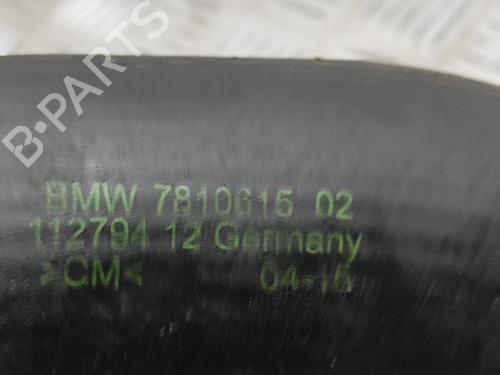 B·PARTS
BMW 7810615 02
112794 12 Germany
>CM<
04-15